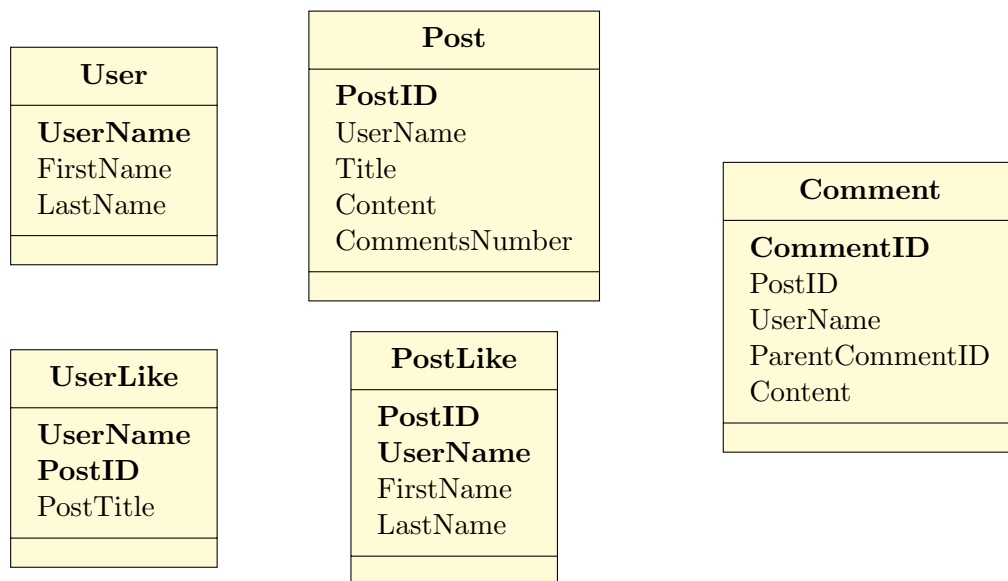 User
UserName
FirstName
LastName
Post
PostID
UserName
Title
Content
CommentsNumber
Comment
CommentID
PostID
UserName
ParentCommentID
Content
UserLike
UserName
PostID
PostTitle
PostLike
PostID
UserName
FirstName
LastName